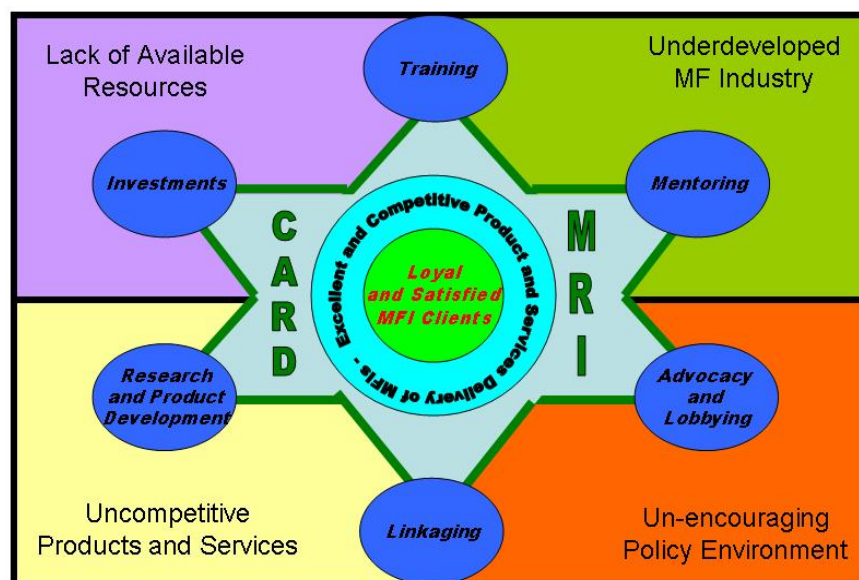 Lack of Available
Resources
Training
Underdeveloped
MF Industry
Investments
Mentoring
CARD
MRI
Excellent and Competitive Product and Services Delivery of MFIs -
Loyal
and Satisfied
MFI Clients
Research
and Product
Development
Advocacy
and
Lobbying
Uncompetitive
Products and Services
Linkaging
Un-encouraging
Policy Environment